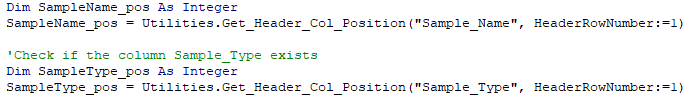 Dim SampleName_pos As Integer
SampleName_pos = Utilities.Get_Header_Col_Position("Sample_Name", HeaderRowNumber:=1)
'Check if the column Sample_Type exists
Dim SampleType_pos As Integer
SampleType_pos = Utilities.Get_Header_Col_Position("Sample_Type", HeaderRowNumber:=1)